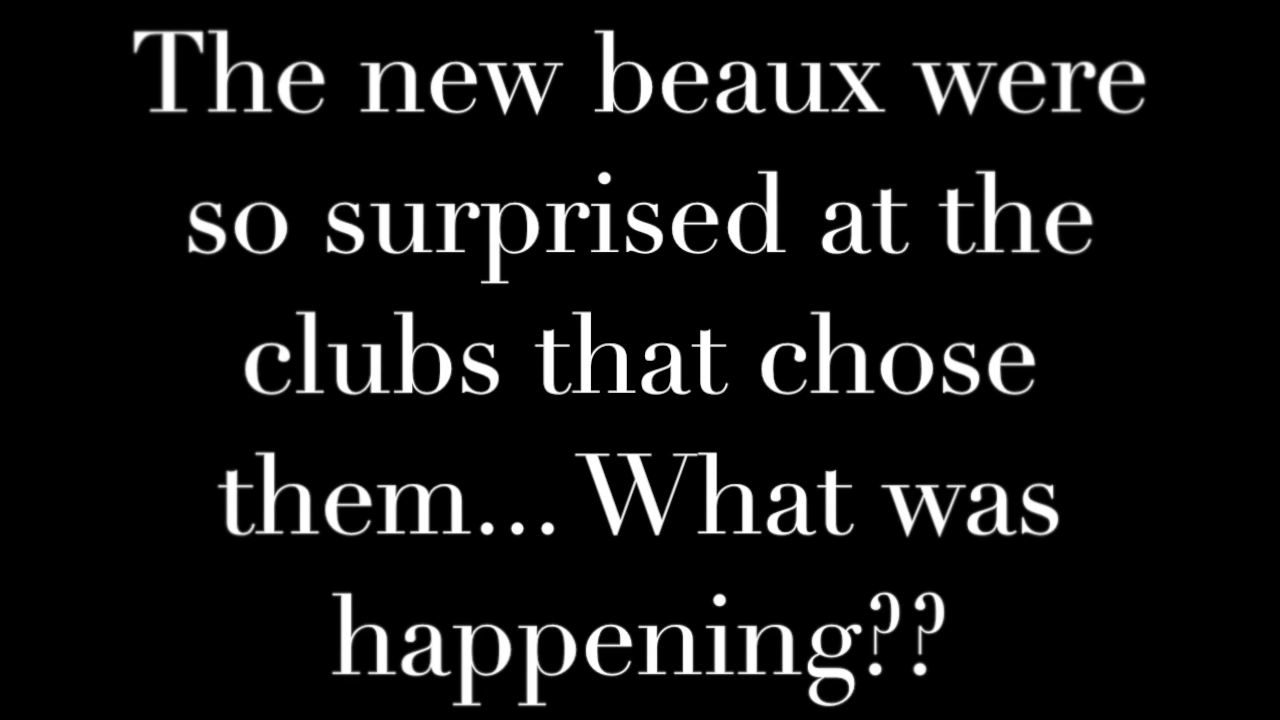 The new beaux were
so surprised at the
clubs that chose
them... What was
happening??